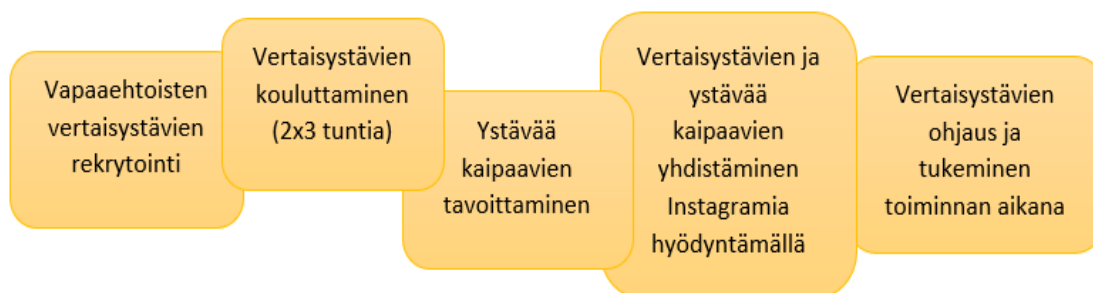 Vapaaehtoisten
vertaisystävien
rekrytointi
Vertaisystävien
kouluttaminen
(2x3 tuntia)
Ystävää
kaipaavien
tavoittaminen
Vertaisystävien ja
ystävää
kaipaavien
yhdistäminen
Instagramia
hyödyntämällä
Vertaisystävien
ohjaus ja
tukeminen
toiminnan aikana